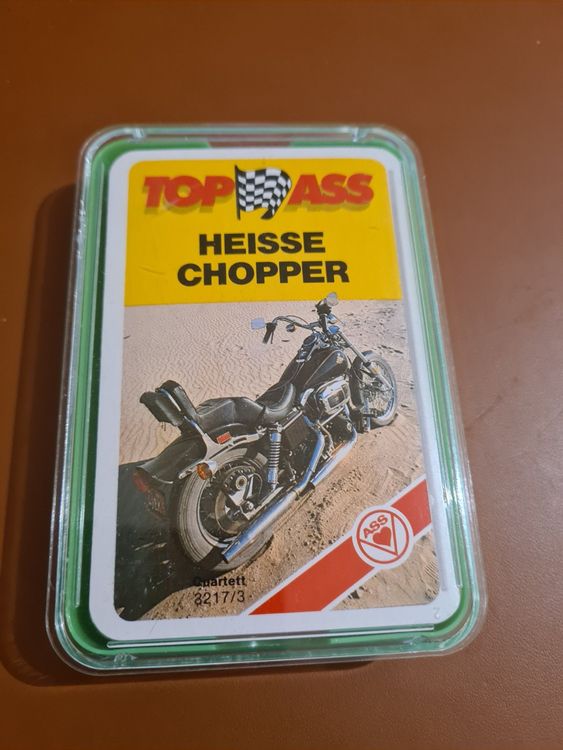 TOP ASS
HEISSE
CHOPPER
ASS
Quartett
3217/3